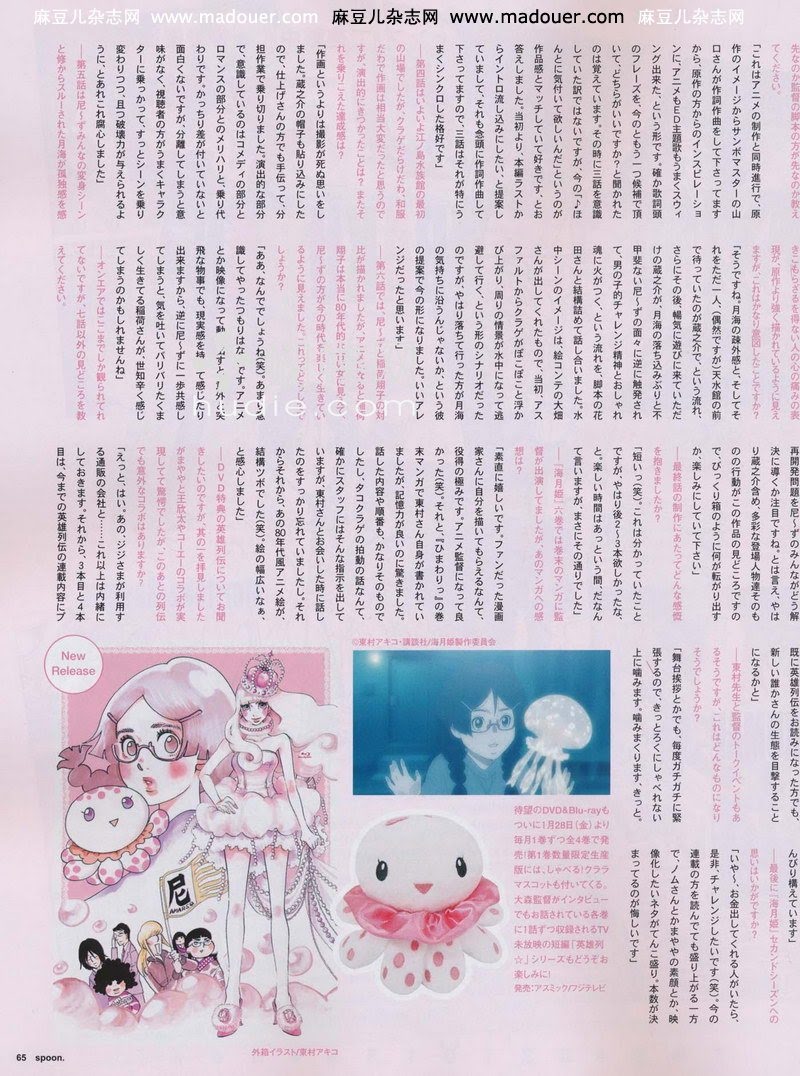 麻豆儿杂志网 www.madouer.com 麻豆儿杂志网 www.madouer.com 麻豆儿杂志网
先なのか監督の方が先なのか教え
てください。
「これはアニメの制作と同時進行で、原
作のイメージからサンボマスターの山
口さんが作詞作曲をして下さってます
から、原作の方からのインスピレーショ
ンに、アニメもED主題歌もうまくスウィ
ング出来た、という形です。確か歌詞頭
のフレーズを、今のともう一つ候補で頂
いて、どちらがいいですか？と聞かれた
のは覚えています。その時に三話を意識
していた訳ではないですが、今の『♪ほ
んとに気付いて欲しいんだ』というのが
作品感とマッチしていて好きです、とお
答えしました。当初より、本編ラストか
らイントロ流し込みにしたい、と提案し
ていまして、それも念頭に作詞作曲して
下さってますので、三話はそれが特にう
まくシンクロした格好です」
―第四話はいよいよ江ノ島水族館の最初
の山場でしたが、クラゲだらけだわ、和服
だわで作画は相当大変だったと思うので
すが、演出的にきつかったことは？またそ
れを乗りこえた達成感は？
「作画というよりは撮影が死ぬ思いをし
ました。蔵之介の帽子も貼り込みにした
ので、仕上げさんの方でも手伝って、分
担作業で乗り切りました。演出的な部分
で、意識しているのはコメディの部分と
ロマンスの部分とのメリハリと、乗り代
わりです。かっちり差が付いていないと
面白くないですが、分離してしまうと意
味がなく、視聴者の方がうまくキャラク
ターに乗っかって、すっとシーンを乗り
変わりつつ、且つ破壊力が与えられるよ
うに、とあれこれ腐心しました」
―第五話は尼～ずみんなの変身シーン
と修からスルーされた月海が孤独感を感
きこもらざるを得ない人の心の痛みの表
現が、原作より強く描かれているように見え
ますが、これはかなり意図したことですか？
「そうですね。月海の疎外感と、そしてそ
れをただ一人、(偶然ですが)天水館の前
で待っていたのが蔵之介で、という流れ、
さらにその後、暢気に遊びに来ていただ
けの蔵之介が、月海の落ち込みぶりと不
甲斐ない尼～ずの面々に逆に触発され
て、男の子的チャレンジ精神とおしゃれ
魂に火がつく、という流れを、脚本の花
田さんと結構詰めて話し合いました。水
中シーンのイメージは、絵コンテの大畑
さんが出してくれたもので、当初、アス
ファルトからクラゲがぽこぽこと浮か
び上がり、周りの情景が水中になって逃
避して行く、という形のシナリオだった
のですが、やはり落ちて行った方が月海
の気持ちに沿うんじゃないか、という彼
の提案で今の形になりました。いいアレ
ンジだったと思います」
―第六話では、尼～ずと稲荷翔子の対
比が描かれましたが、アニメになると何
翔子は本当に80年代的
尼～ずの方が今の時代を
るように見えました。これってどうして
しょうか？
「ああ、なんででしょうね(笑)。あまり意
識してやったつもりはな　です。アニメ
とか映像になって動　すと、意外と突
飛な物事でも、現実感を　て感じたり
出来ますから、逆に尼～ずに一歩共感し
てしまうと、気を吐いてバリバリたくま
しく生きてる稲荷さんが、世知辛く感じ
てしまうのかもしれませんね」
―オンエアではここまでしか観られてれ
てないですが、七話以外の見どころを教
えてください。
再開発問題と尼～ずのみんながどう解
決に導くか注目ですね。とは言え、やは
り蔵之介含め、多彩な登場人物達そのも
のの行動がこの作品の見どころですの
で、びっくり箱のように何が転がり出す
か、楽しみにしていて下さい」
―最終話の制作にあたってどんな感慨
を抱きましたか？
「短いっ(笑)。これは分かっていたこと
ですが、やはり後2～3本欲しかったな、
と。楽しい時間はあっという間、だなん
て言いますが、まさにその通りでした」
―「海月姫」六巻では巻末のマンガに監
督が出演してましたが、あのマンガへの感
想は？
「素直に嬉しいです。ファンだった漫画
家さんに自分を描いてもらえるなんて、
役得の極みです。アニメ監督になって良
かった(笑)。それと、『ひまわりっ』の巻
末マンガで東村さん自身が書かれてい
ましたが、記憶力が良いのに驚きました。
話した内容や順番も、かなりそのもので
したし。タコクラゲの拍動の話なんて、
確かにスタッフにはそんな指示を出して
いますが、東村さんとお会いした時に話し
たのをすっかり忘れていましたし。それ
からそれから、あの80年代風アニメ絵が、
結構ツボでした(笑)。絵の幅広いなぁ、
と感心しました」
―DVD特典の英雄列伝についてお聞
きしたいのですが、其の一を拝見しました
がまややと王欣太やコーエーのコラボが実
現して驚愕でしたが、このあとの列伝
でも意外なコラボはありますか？
「えっと、はい。あの、ジジさまが利用す
る通販の会社と……これ以上は内緒に
しておきます。それから、3本目と4本
目は、今までの英雄列伝の連載内容にプ
既に英雄列伝をお読みになった方でも、
新しい誰かさんの生態を目撃すること
になるかと」
―東村先生と監督のトークイベントもあ
るそうですが、これはどんなものになり
そうでしょうか？
「舞台挨拶とかでも、毎度ガチガチに緊
張するので、きっとろくにしゃべれない
上に噛みます。噛みまくります、きっと。
んびり構えています」
―最後に「海月姫」セカンドシーズンへの
思いはいかがですか？
「いや～、お金出してくれる人がいたら、
是非、チャレンジしたいです(笑)。今の
連載の方を読んでても盛り上がる一方
で、ノムさんとかまややの素顔とか、映
像化したいネタがてんこ盛り。本数が決
まってるのが悔しいです」
©東村アキコ・講談社/海月姫製作委員会
New
Release
尼
AMARS
待望のDVD&Blu-rayも
ついに1月28日(金)より
毎月1巻ずつ全4巻で発
売!第1巻数量限定生産
版には、しゃべる!クララ
マスコットも付いてくる。
大森監督がインタビュー
でもお話されている各巻
に1話ずつ収録されるTV
未放映の短編『英雄列伝
☆』シリーズもどうぞお
楽しみに!
発売:アスミック/フジテレビ
外箱イラスト/東村アキコ
65 spoon.